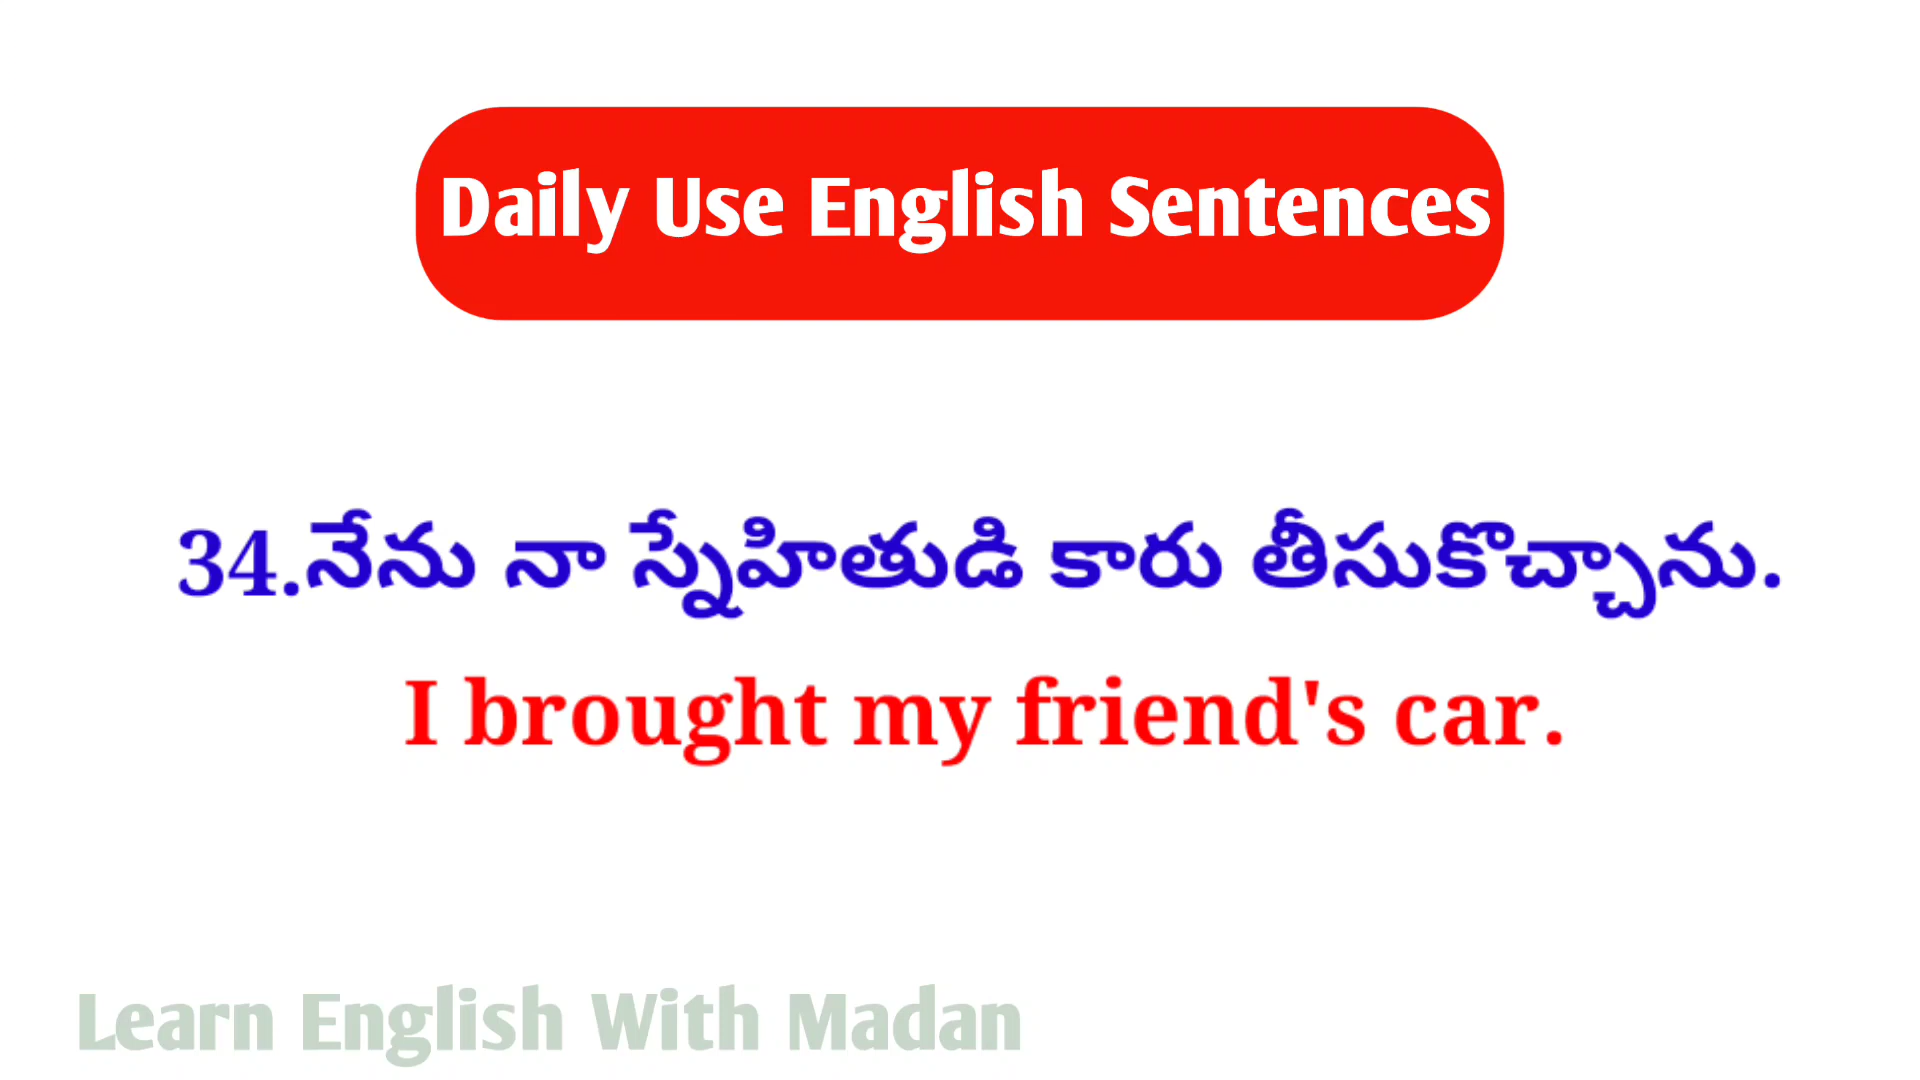 Daily Use English Sentences
34.నేను నా స్నేహితుడి కారు తీసుకొచ్చాను.
I brought my friend's car.
Learn English With Madan